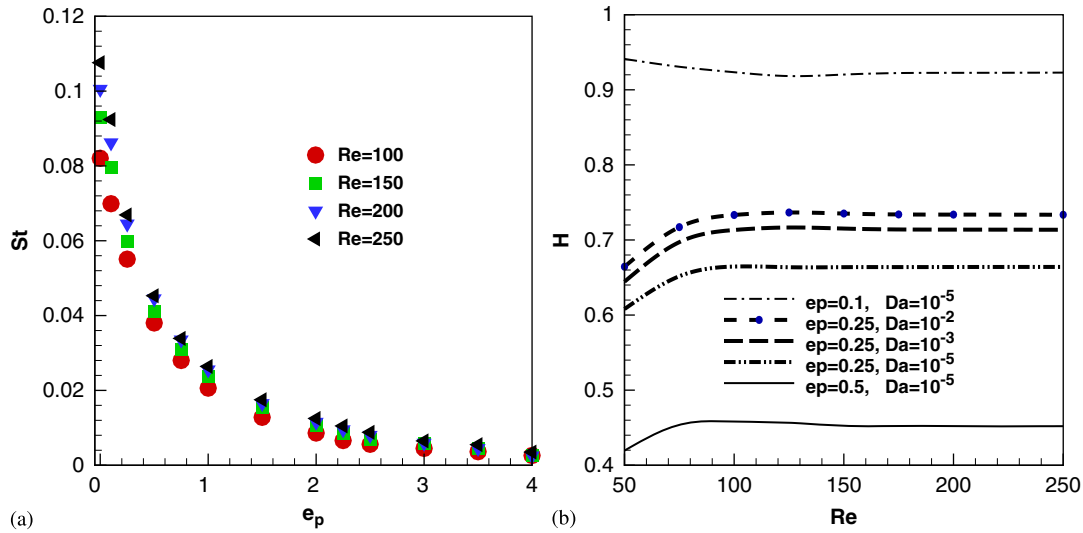 0.12
0.1
0.08
0.06
0.04
0.02
0
St
Re=100
Re=150
Re=200
Re=250
0 1 2 3 4
e_p
(a)
1
0.9
0.8
0.7
0.6
0.5
0.4
H
ep=0.1, Da=10^-5
ep=0.25, Da=10^-2
ep=0.25, Da=10^-3
ep=0.25, Da=10^-5
ep=0.5, Da=10^-5
50 100 150 200 250
Re
(b)